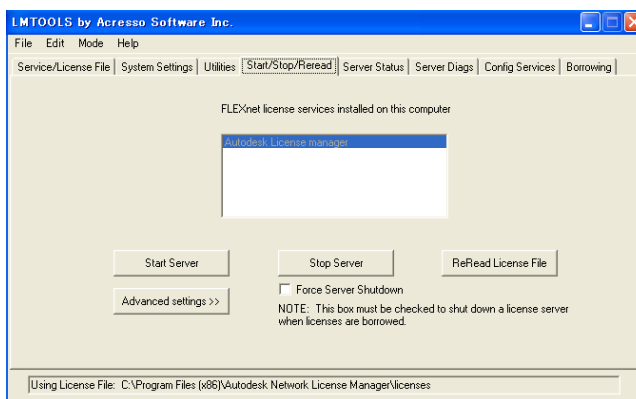 LMTOOLS by Acresso Software Inc.
File Edit Mode Help
Service/License File System Settings Utilities Start/Stop/Reread Server Status Server Diags Config Services Borrowing
FLEXnet license services installed on this computer
Autodesk License manager
Start Server Stop Server ReRead License File
Advanced settings >> Force Server Shutdown
NOTE: This box must be checked to shut down a license server
when licenses are borrowed.
Using License File: C:\Program Files (x86)\Autodesk Network License Manager\licenses